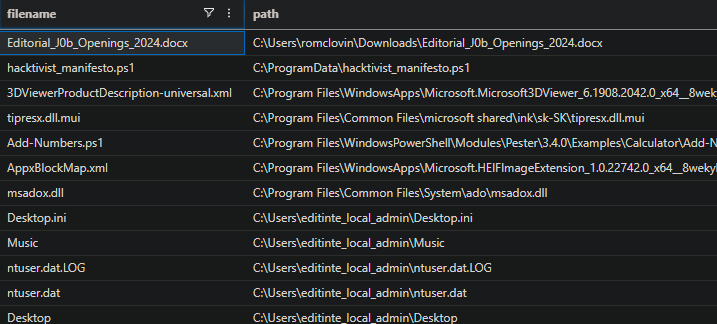 filename path
Editorial_J0b_Openings_2024.docx C:\Users\romclovin\Downloads\Editorial_J0b_Openings_2024.docx
hacktivist_manifesto.ps1 C:\ProgramData\hacktivist_manifesto.ps1
3DViewerProductDescription-universal.xml C:\Program Files\WindowsApps\Microsoft.Microsoft3DViewer_6.1908.2042.0_x64__8weky
tipresx.dll.mui C:\Program Files\Common Files\microsoft shared\ink\sk-SK\tipresx.dll.mui
Add-Numbers.ps1 C:\Program Files\WindowsPowerShell\Modules\Pester\3.4.0\Examples\Calculator\Add-N
AppxBlockMap.xml C:\Program Files\WindowsApps\Microsoft.HEIFImageExtension_1.0.22742.0_x64__8wekyl
msadox.dll C:\Program Files\Common Files\System\ado\msadox.dll
Desktop.ini C:\Users\editinte_local_admin\Desktop.ini
Music C:\Users\editinte_local_admin\Music
ntuser.dat.LOG C:\Users\editinte_local_admin\ntuser.dat.LOG
ntuser.dat C:\Users\editinte_local_admin\ntuser.dat
Desktop C:\Users\editinte_local_admin\Desktop